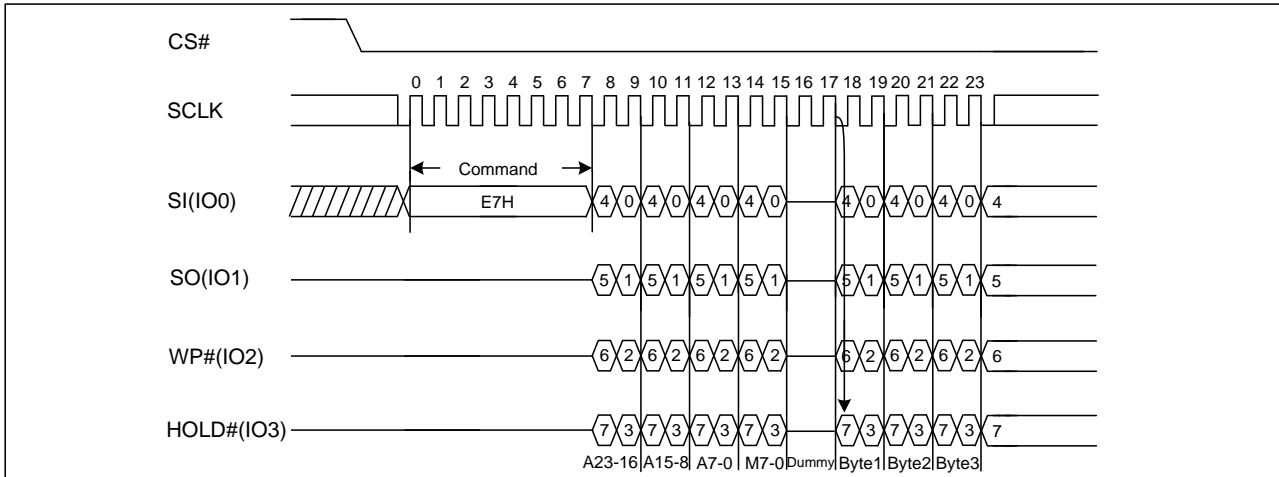 CS#
0 1 2 3 4 5 6 7 8 9 10 11 12 13 14 15 16 17 18 19 20 21 22 23
SCLK
Command
SI(IO0) E7H 4 0 4 0 4 0 4 0 4 0 4 0 4 0 4
SO(IO1) 5 1 5 1 5 1 5 1 5 1 5 1 5 1 5
WP#(IO2) 6 2 6 2 6 2 6 2 6 2 6 2 6 2 6
HOLD#(IO3) 7 3 7 3 7 3 7 3 7 3 7 3 7 3 7
A23-16 A15-8 A7-0 M7-0 Dummy Byte1 Byte2 Byte3